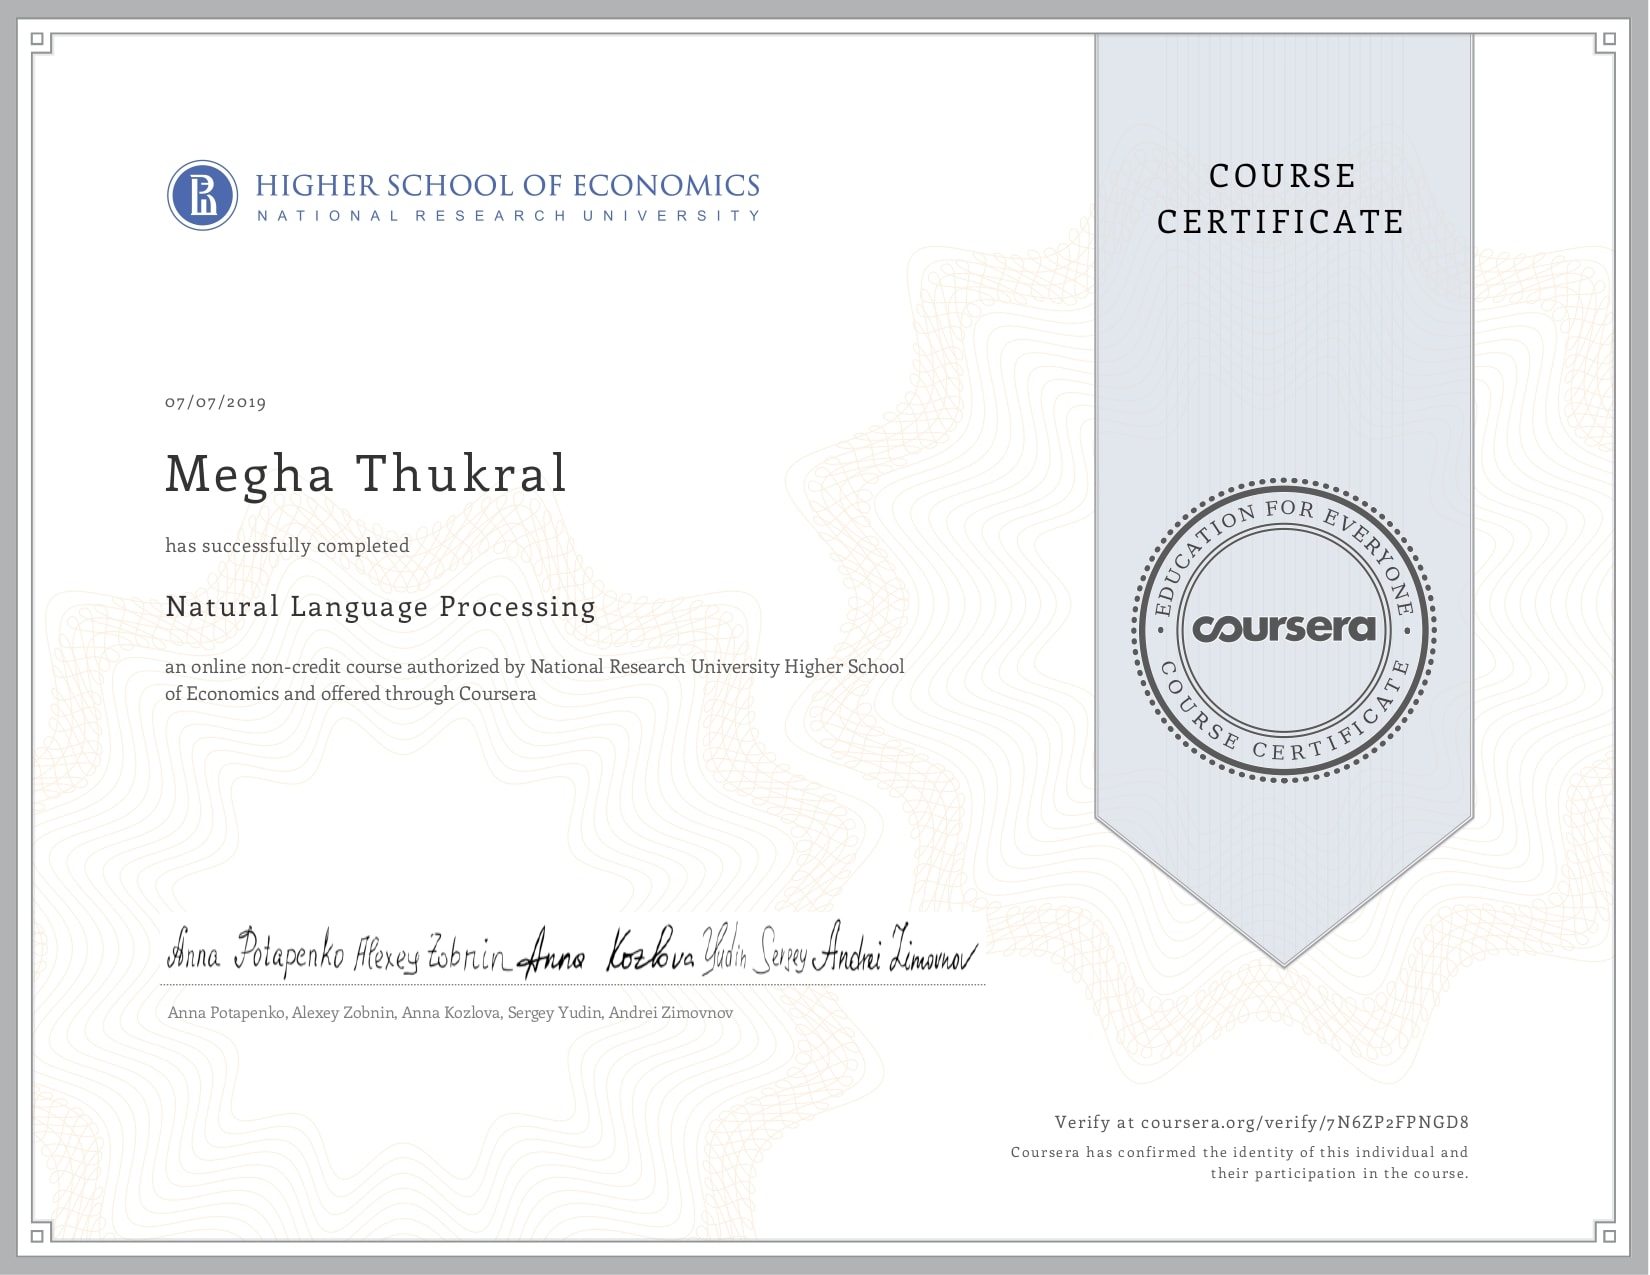 HIGHER SCHOOL OF ECONOMICS
NATIONAL RESEARCH UNIVERSITY
COURSE
CERTIFICATE
07/07/2019
Megha Thukral
has successfully completed
Natural Language Processing
an online non-credit course authorized by National Research University Higher School
of Economics and offered through Coursera
EDUCATION FOR EVERYONE
coursera
COURSE CERTIFICATE
Anna Potapenko Alexey Zobnin Anna Kozlova Yudin Sergey Andrei Zimovnov
Anna Potapenko, Alexey Zobnin, Anna Kozlova, Sergey Yudin, Andrei Zimovnov
Verify at coursera.org/verify/7N6ZP2FPNGD8
Coursera has confirmed the identity of this individual and
their participation in the course.